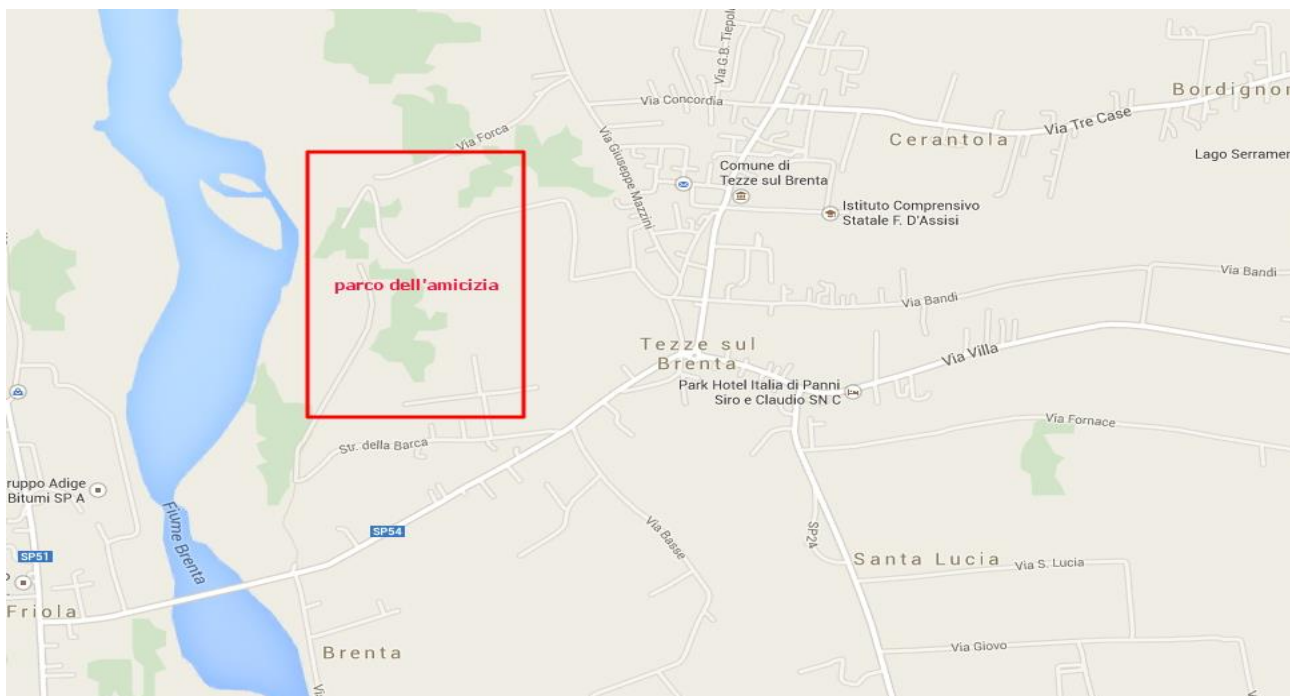 Via G.B. Tiepolo
Bordignon
Via Concordia
Via Tre Case
Cerantola
Via Forca
Via Giuseppe Mazzini
Lago Serramer
Comune di
Tezze sul Brenta
Istituto Comprensivo
Statale F. D'Assisi
parco dell'amicizia
Via Bandi
Via Bandi
Tezze sul
Brenta
Via Villa
Park Hotel Italia di Panni
Siro e Claudio SN C
Via Fornace
Str. della Barca
ruppo Adige
Bitumi SP A
Fiume Brenta
SP54
Via Basse
SP24
SP51
Santa Lucia
Via S. Lucia
Friola
Brenta
Via Giovo